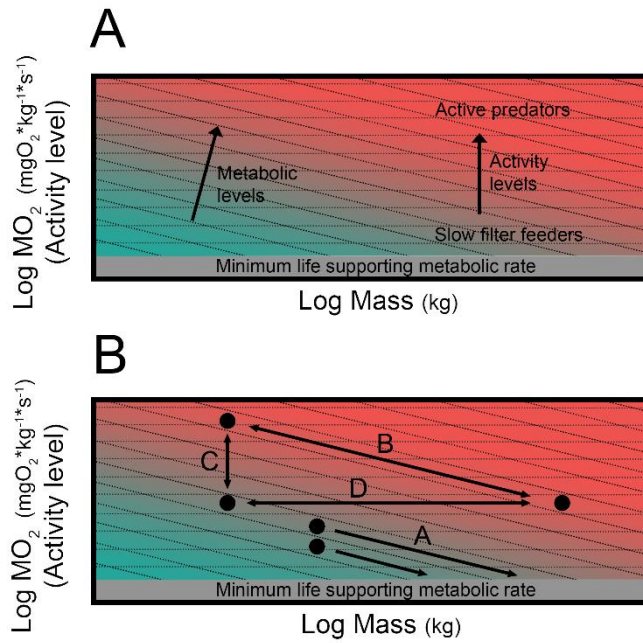 A
Log MO2 (mgO2*kg-1*s-1)
(Activity level)
Active predators
Metabolic
levels
Activity
levels
Slow filter feeders
Minimum life supporting metabolic rate
Log Mass (kg)
B
Log MO2 (mgO2*kg-1*s-1)
(Activity level)
B
C
D
A
Minimum life supporting metabolic rate
Log Mass (kg)